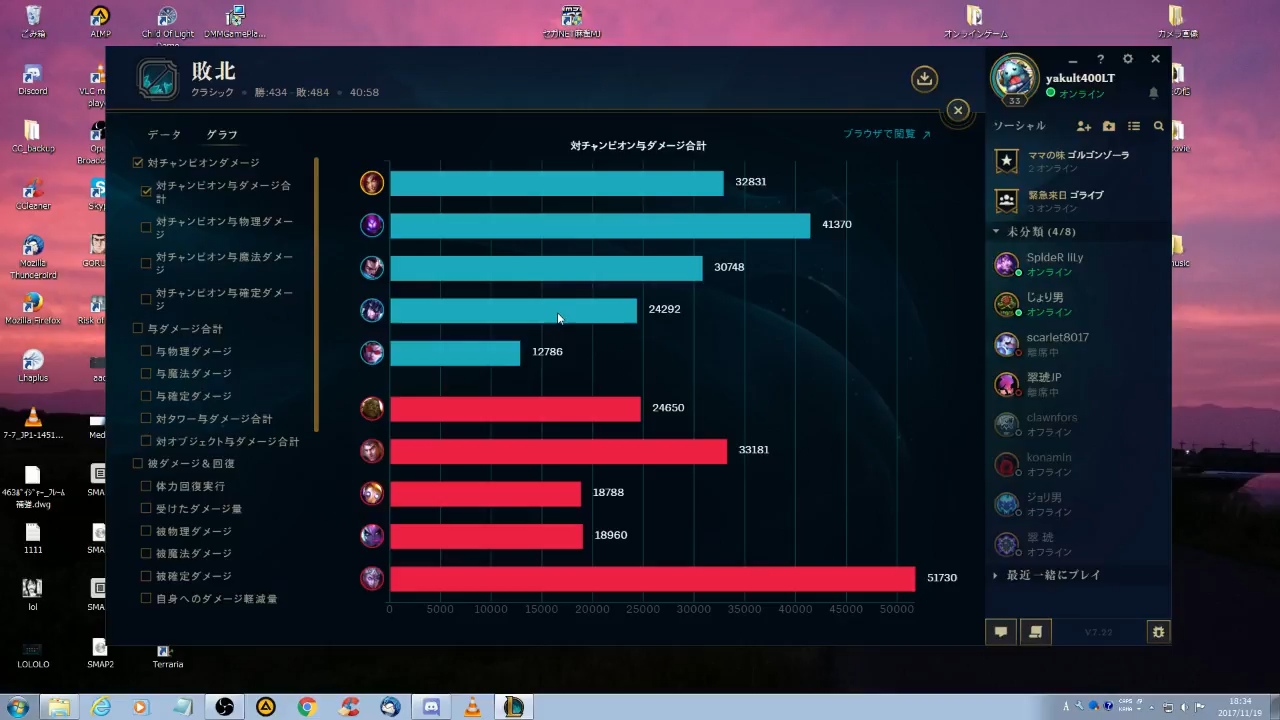 ごみ箱
AIMP
Child Of Light
DMMGamePla...
オンラインゲーム
カメラ画像
Discord
CC_backup
CCleaner
Mozilla
Thunderbird
Mozilla Firefox
Lhaplus
7-7_JP1-1451...
1111
lol
LOLOLO
SMAP2
Terraria
敗北
クラシック • 勝:434 敗:484 • 40:58
データ
グラフ
ブラウザで閲覧
対チャンピオン与ダメージ合計
対チャンピオンダメージ
対チャンピオン与ダメージ合
計
対チャンピオン与物理ダメー
ジ
対チャンピオン与魔法ダメー
ジ
対チャンピオン与確定ダメー
ジ
与ダメージ合計
与物理ダメージ
与魔法ダメージ
与確定ダメージ
対タワー与ダメージ合計
対オブジェクト与ダメージ合計
被ダメージ＆回復
体力回復実行
受けたダメージ量
被物理ダメージ
被魔法ダメージ
被確定ダメージ
自身へのダメージ軽減量
32831
41370
30748
24292
12786
24650
33181
18788
18960
51730
0 5000 10000 15000 20000 25000 30000 35000 40000 45000 50000
33
yakult400LT
オンライン
ソーシャル
ママの味 ゴルゴンゾーラ
2 オンライン
緊急来日 ゴライブ
3 オンライン
未分類 (4/8)
SpIdeR lILy
オンライン
じょり男
オンライン
scarlet8017
離席中
翠琥JP
離席中
clawnfors
オフライン
konamin
オフライン
ジョリ男
オフライン
翠 琥
オフライン
最近一緒にプレイ
V7.22
18:34
2017/11/19